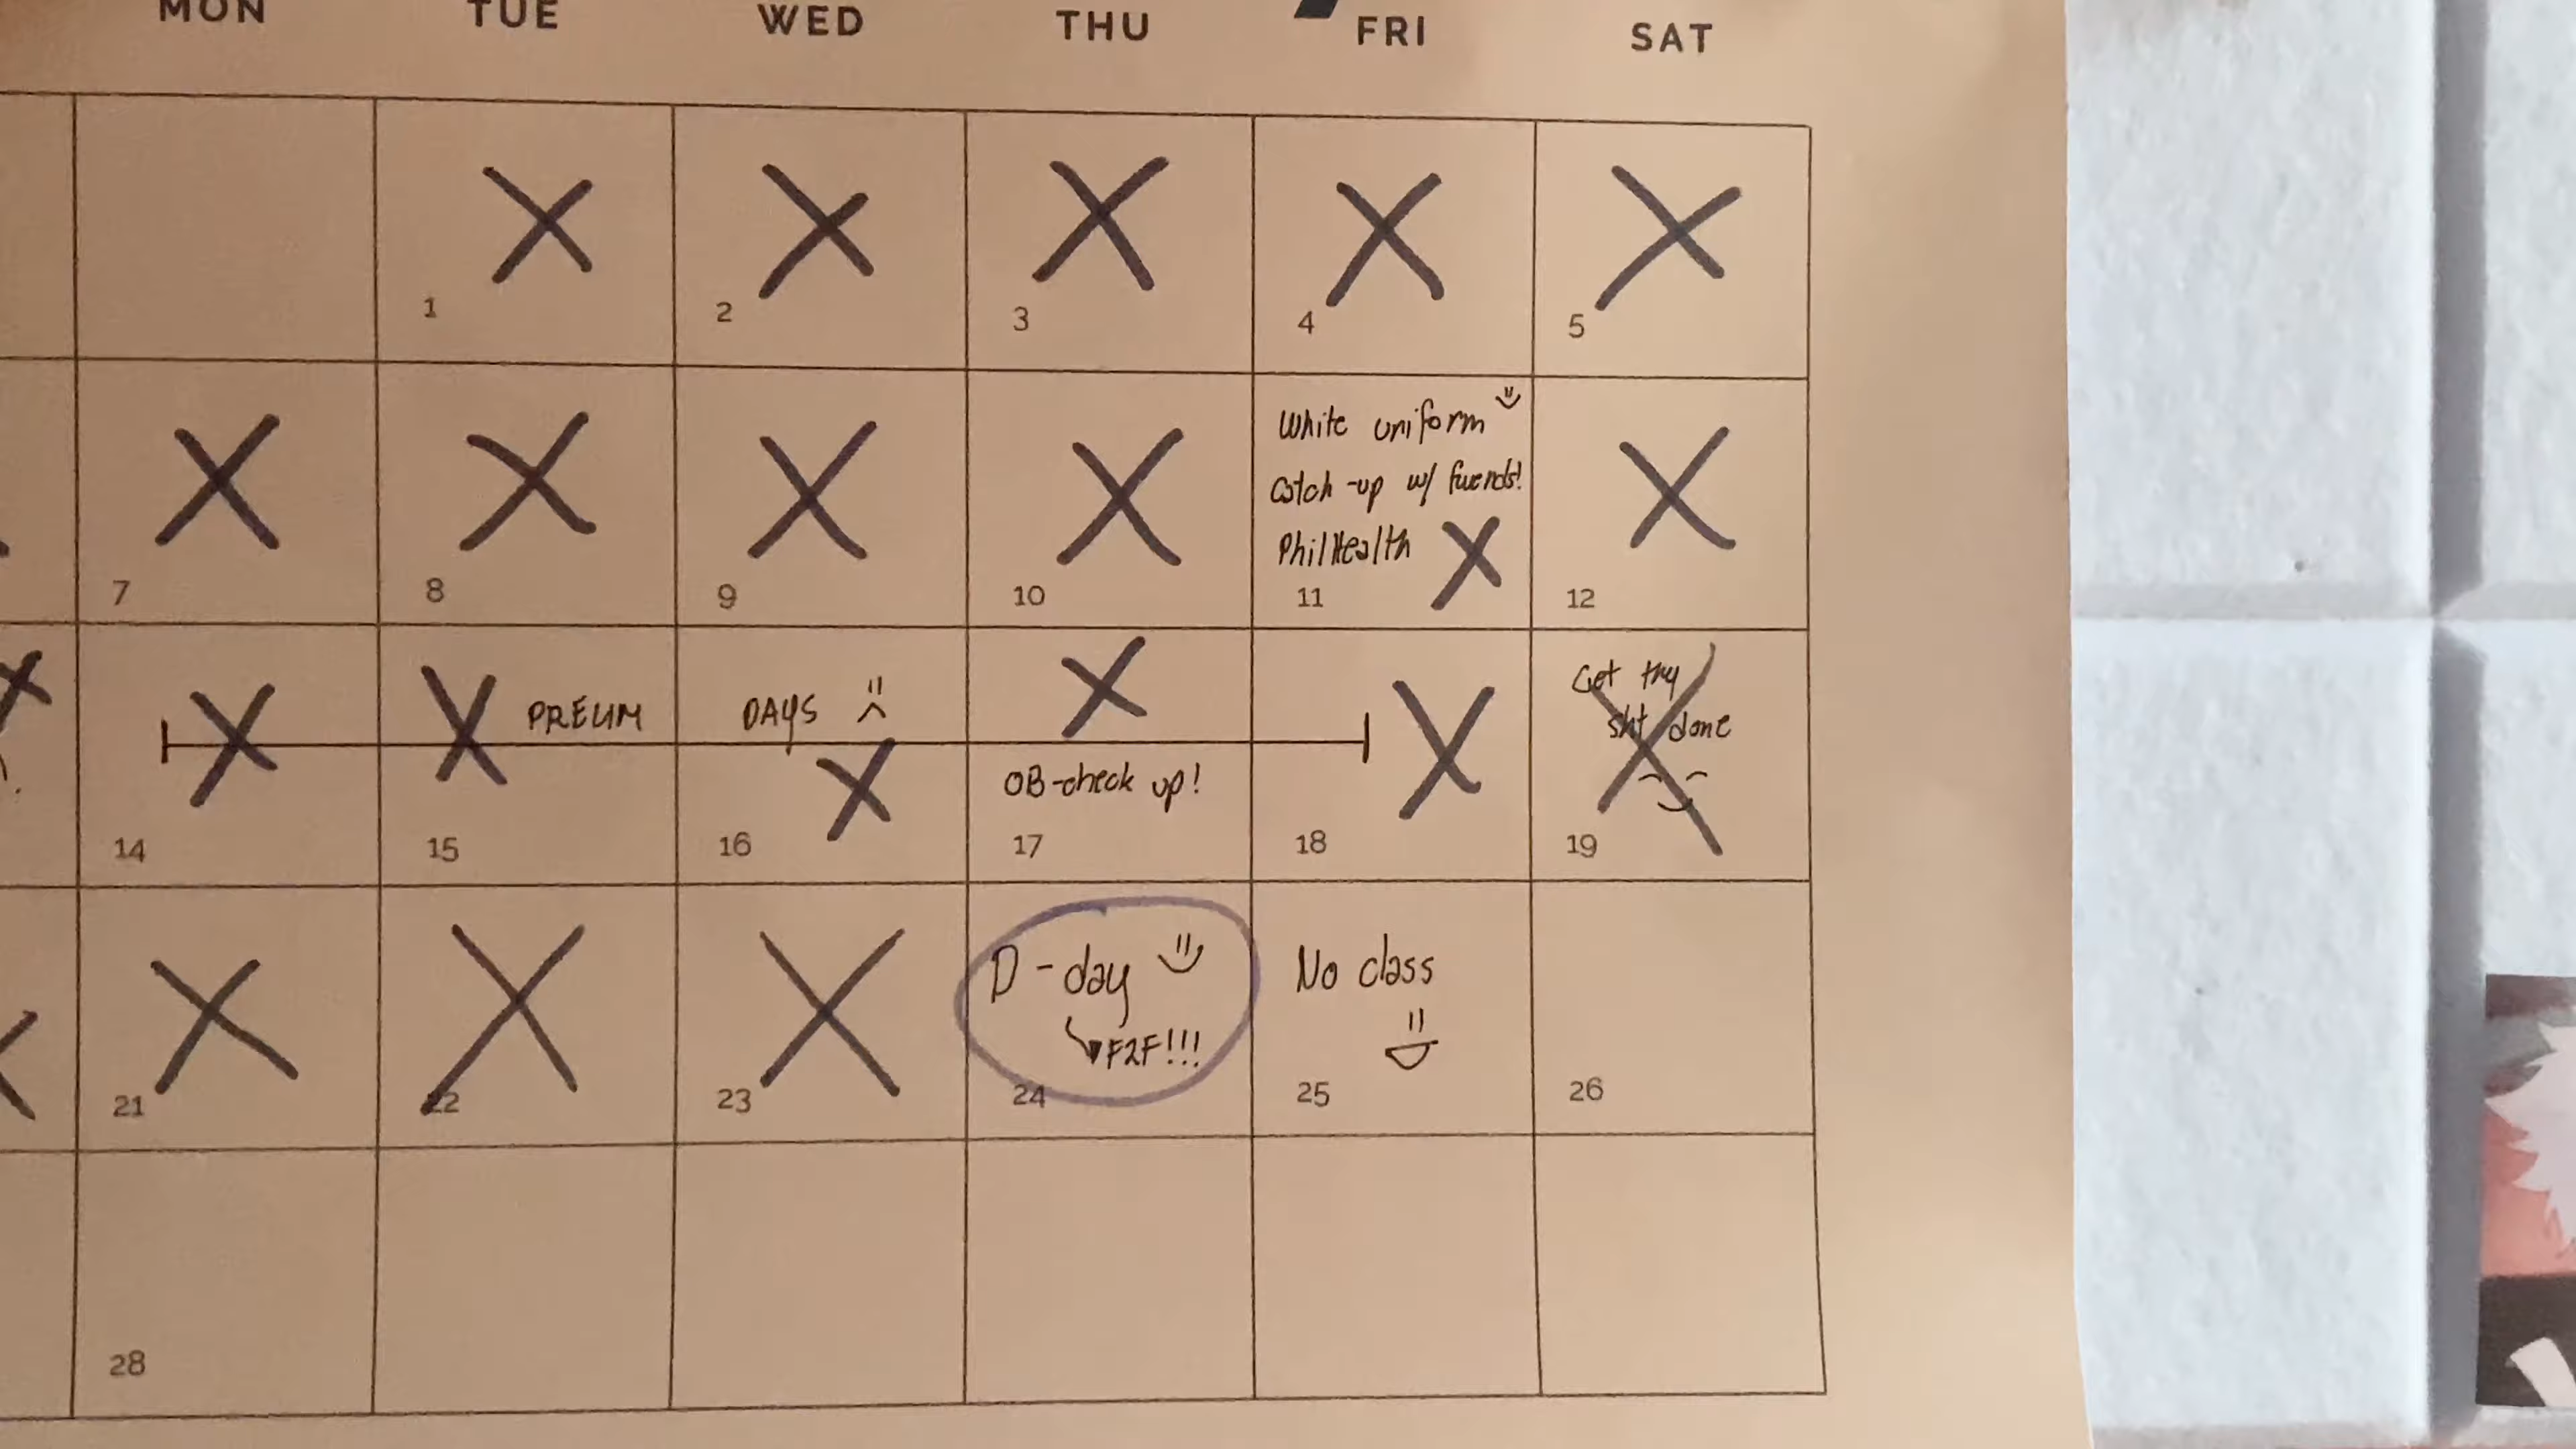 MON TUE WED THU FRI SAT
1 2 3 4 5
White uniform
catch-up w/ friends!
PhilHealth
7 8 9 10 11 12
PRELIM DAYS
OB-check up!
Get thy
sht done
14 15 16 17 18 19
D-day
F2F!!!
No class
21 22 23 24 25 26
28